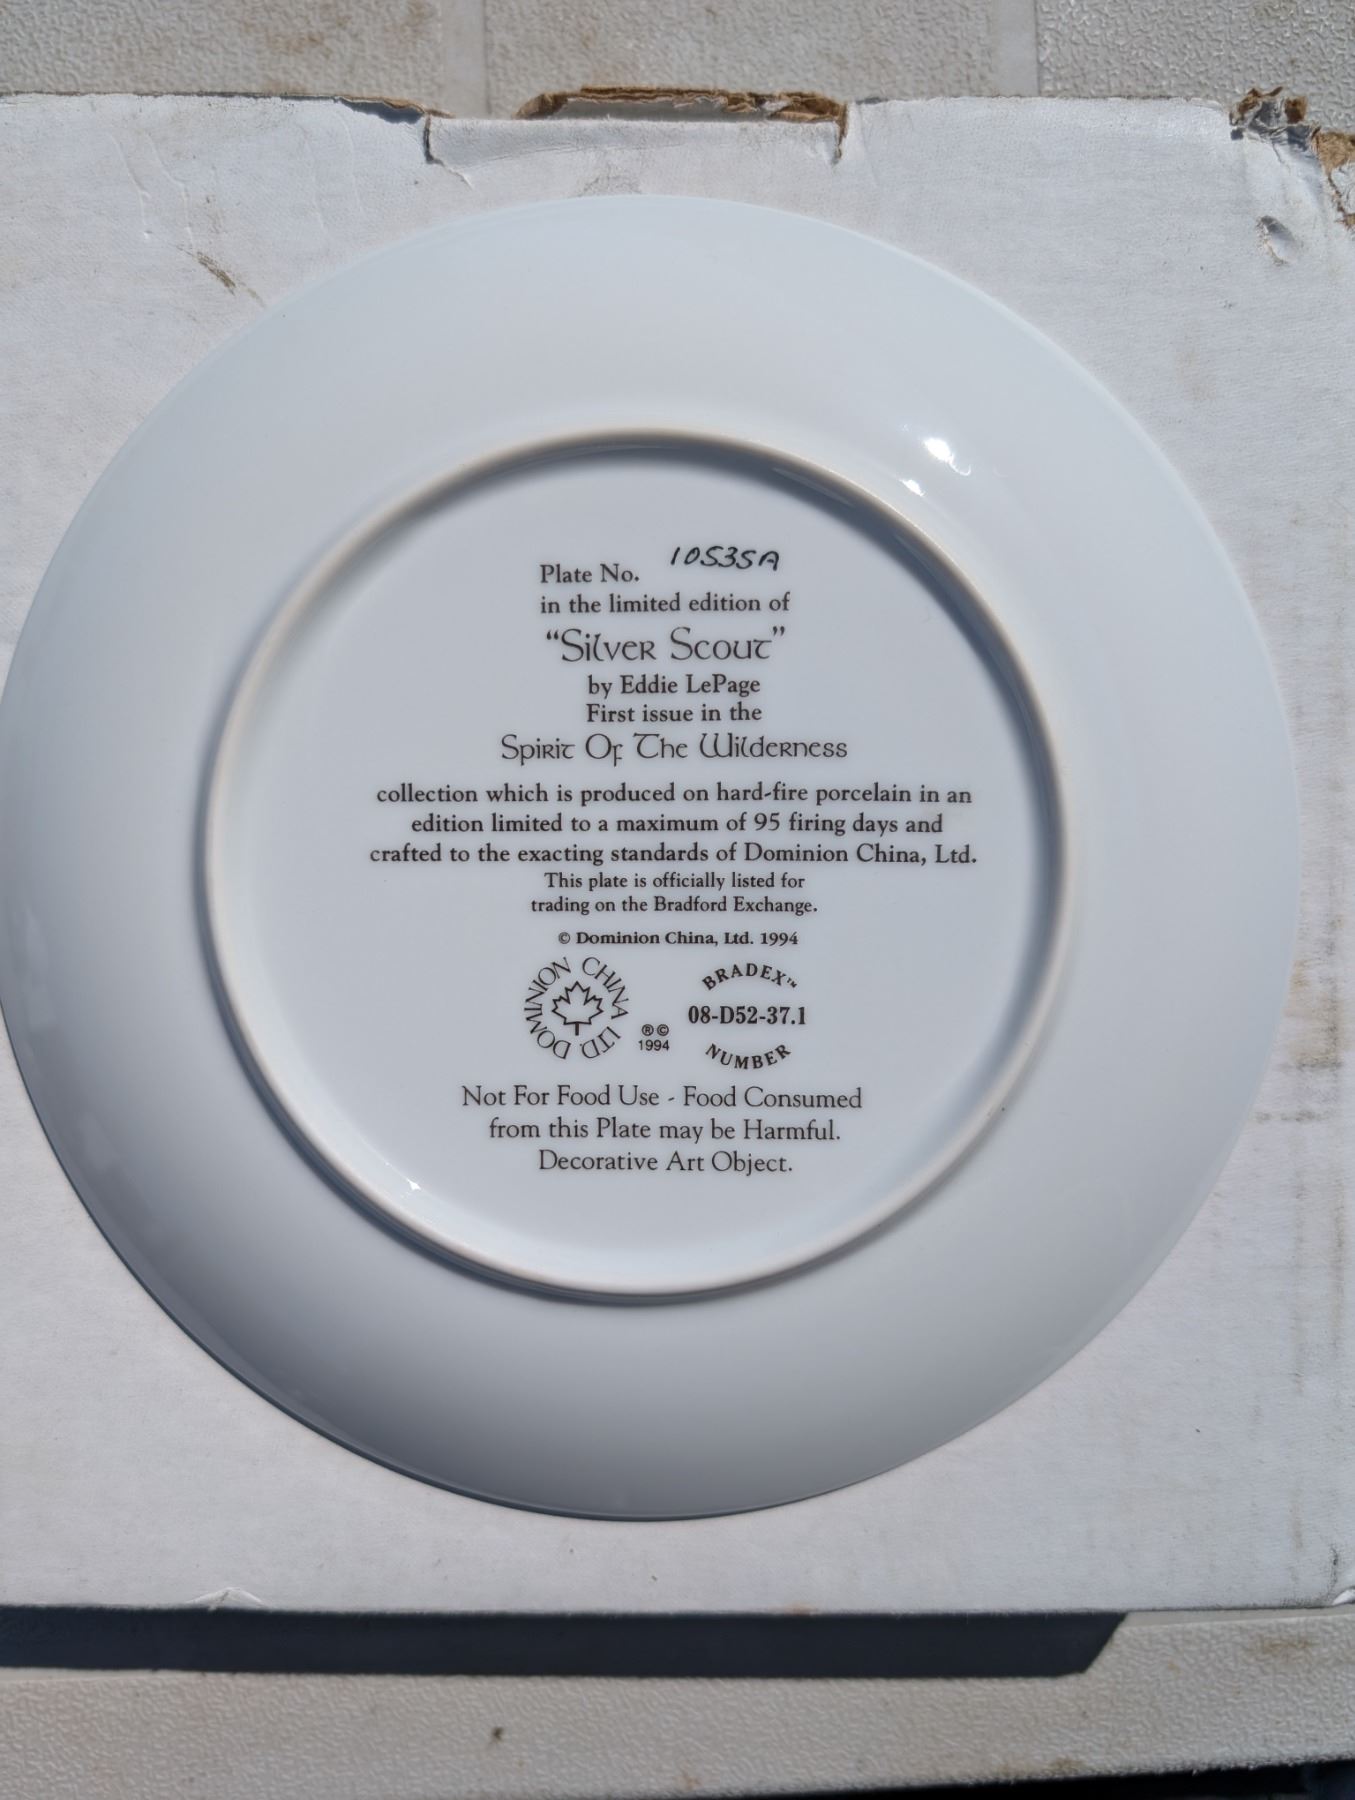 Plate No. 10535A
in the limited edition of
"Silver Scout"
by Eddie LePage
First issue in the
Spirit Of The Wilderness
collection which is produced on hard-fire porcelain in an
edition limited to a maximum of 95 firing days and
crafted to the exacting standards of Dominion China, Ltd.
This plate is officially listed for
trading on the Bradford Exchange.
© Dominion China, Ltd. 1994
DOMINION CHINA LTD.
®©
1994
BRADEX™
08-D52-37.1
NUMBER
Not For Food Use - Food Consumed
from this Plate may be Harmful.
Decorative Art Object.